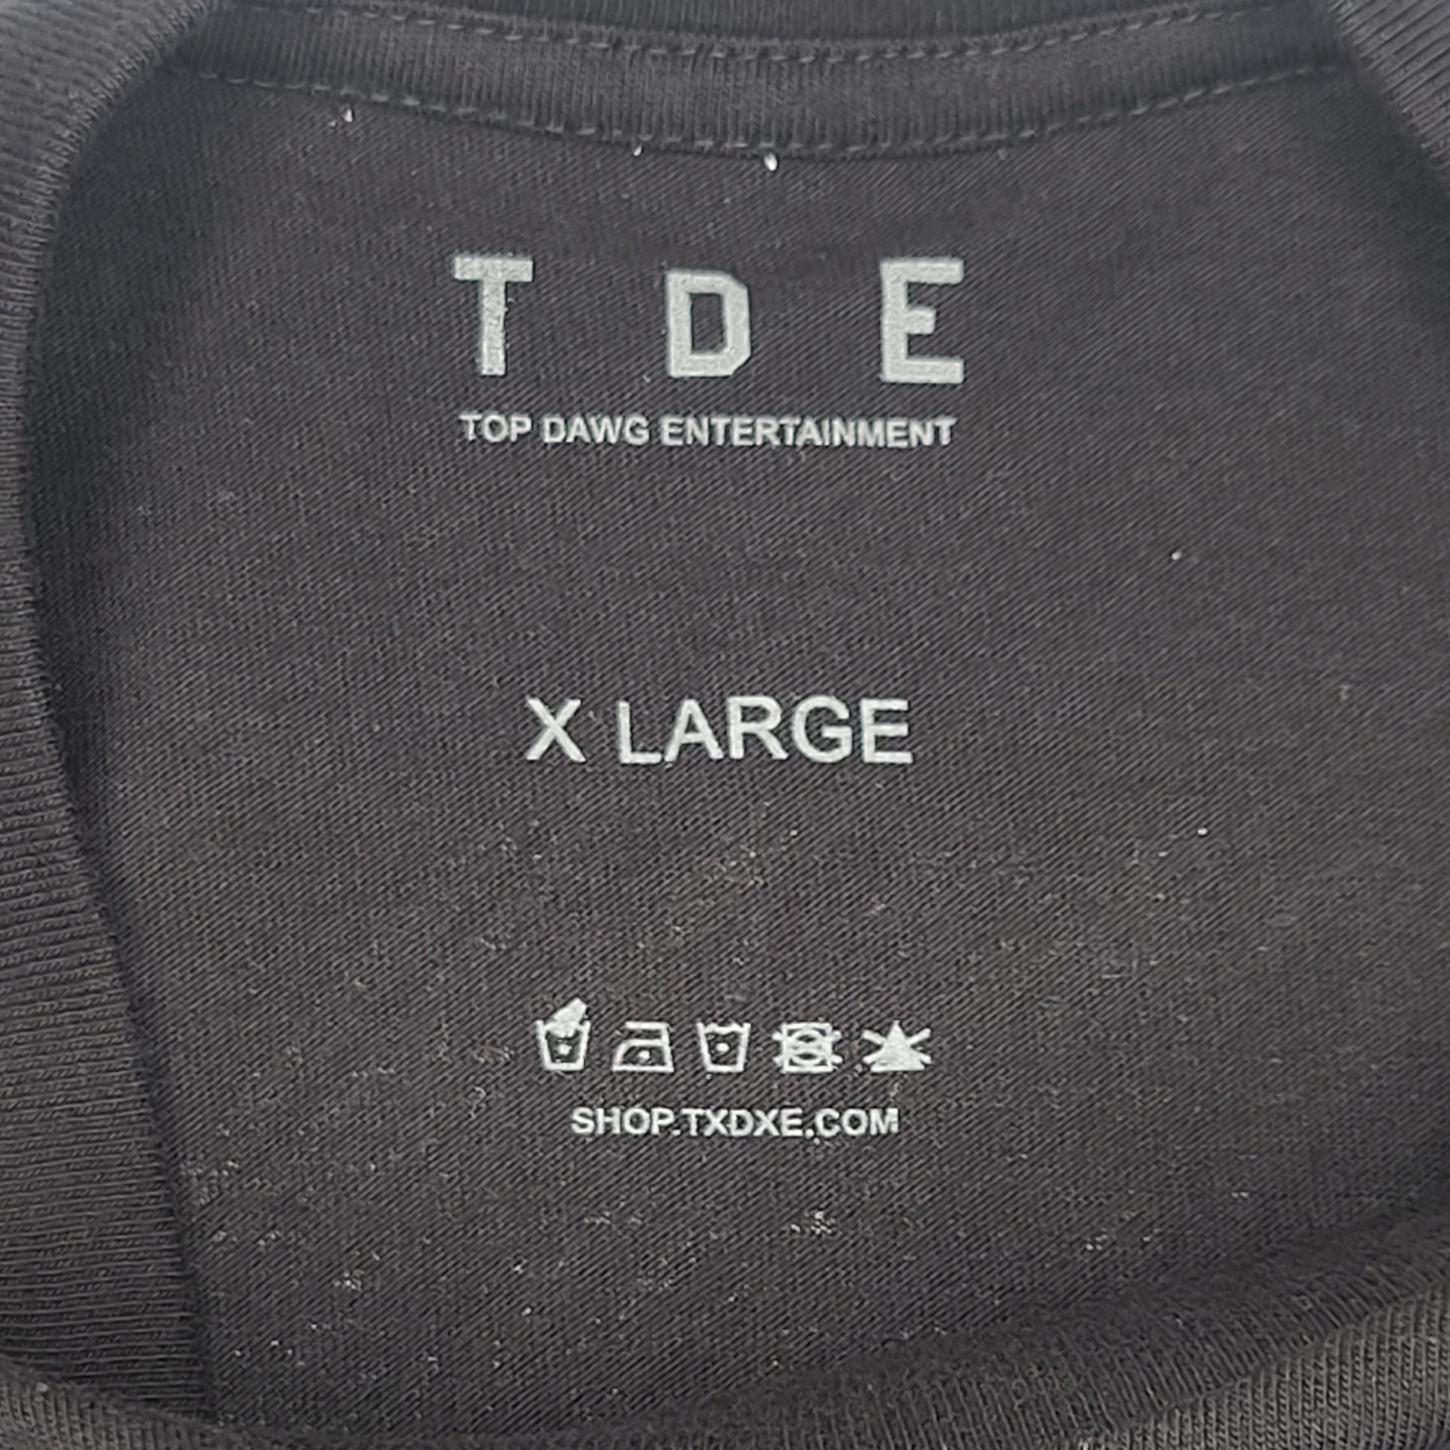 T D E
TOP DAWG ENTERTAINMENT
X LARGE
SHOP.TXDXE.COM